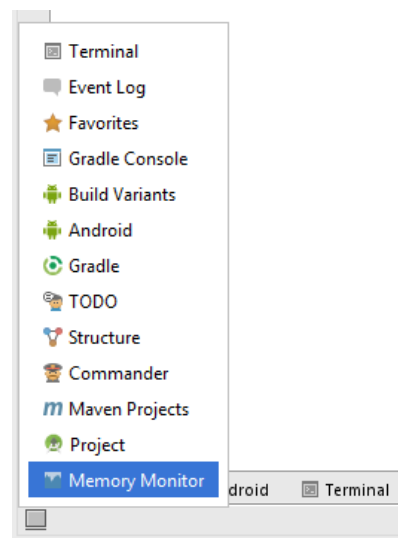 Terminal
Event Log
Favorites
Gradle Console
Build Variants
Android
Gradle
TODO
Structure
Commander
Maven Projects
Project
Memory Monitor
droid Terminal